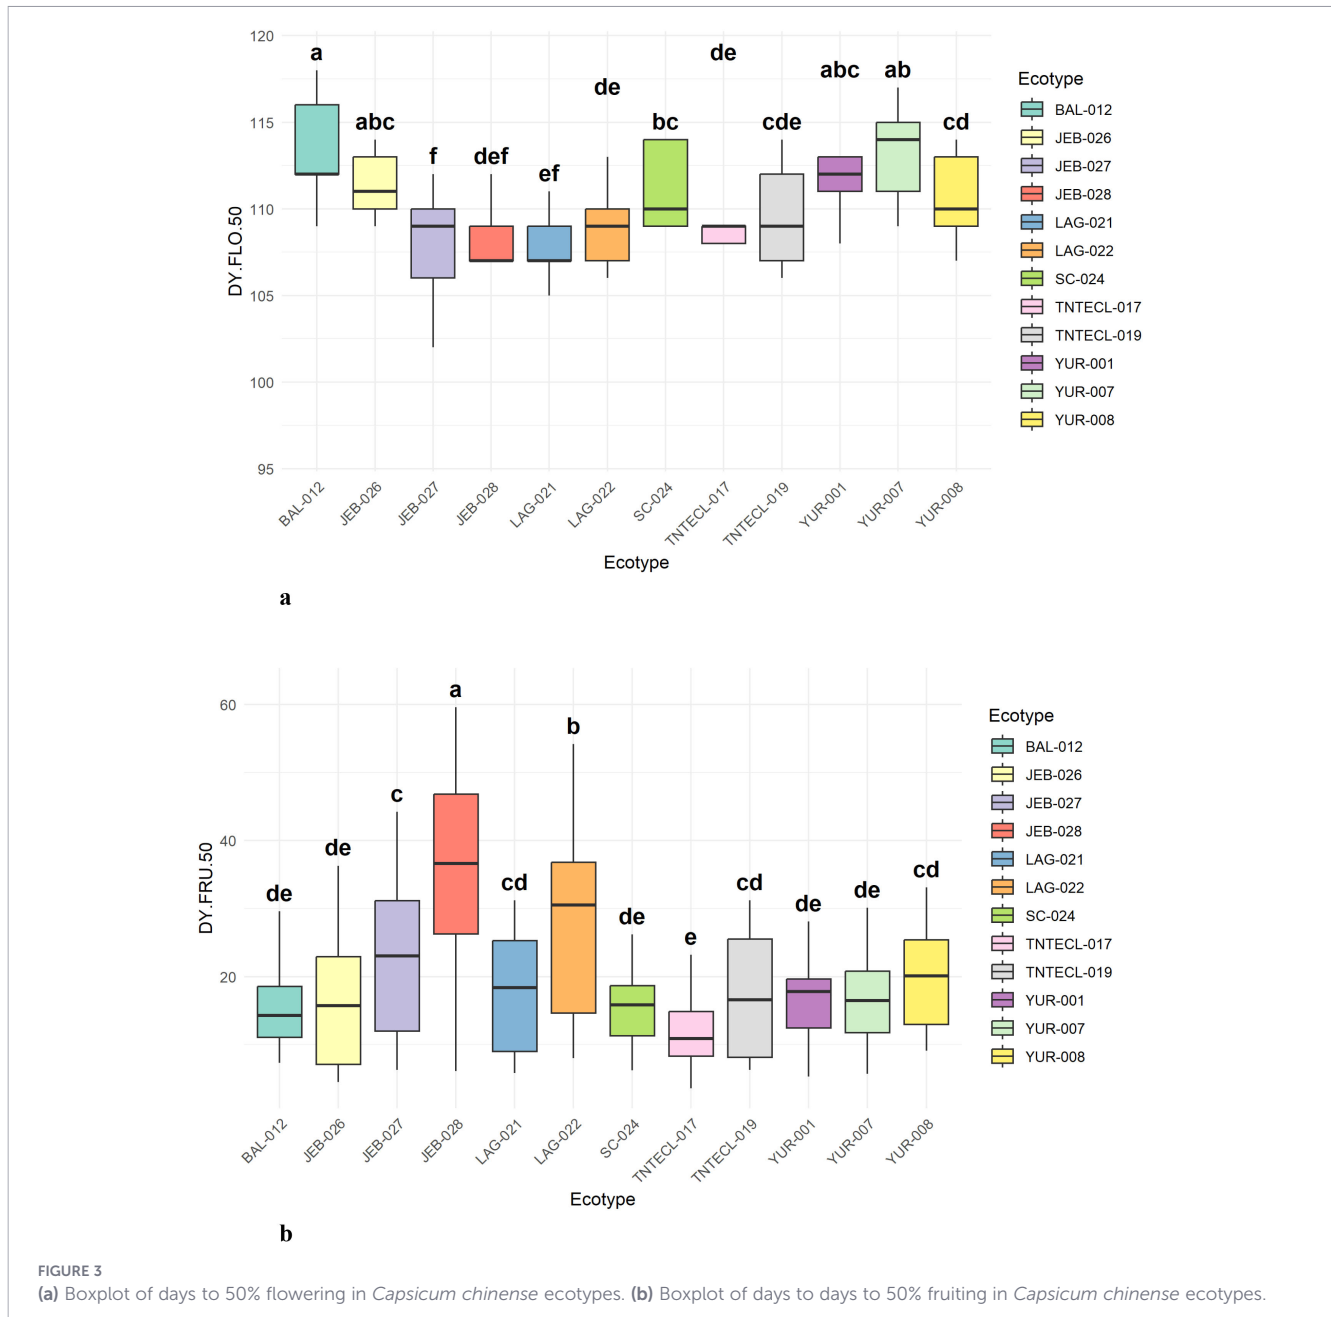 120
115
110
105
100
95
DY.FLO.50
a
abc
f
def
ef
de
bc
de
cde
abc
ab
cd
BAL-012
JEB-026
JEB-027
JEB-028
LAG-021
LAG-022
SC-024
TNTECL-017
TNTECL-019
YUR-001
YUR-007
YUR-008
Ecotype
Ecotype
BAL-012
JEB-026
JEB-027
JEB-028
LAG-021
LAG-022
SC-024
TNTECL-017
TNTECL-019
YUR-001
YUR-007
YUR-008
a
60
40
20
DY.FRU.50
de
de
c
a
cd
b
de
e
cd
de
de
cd
BAL-012
JEB-026
JEB-027
JEB-028
LAG-021
LAG-022
SC-024
TNTECL-017
TNTECL-019
YUR-001
YUR-007
YUR-008
Ecotype
Ecotype
BAL-012
JEB-026
JEB-027
JEB-028
LAG-021
LAG-022
SC-024
TNTECL-017
TNTECL-019
YUR-001
YUR-007
YUR-008
b
FIGURE 3
(a) Boxplot of days to 50% flowering in Capsicum chinense ecotypes. (b) Boxplot of days to days to 50% fruiting in Capsicum chinense ecotypes.